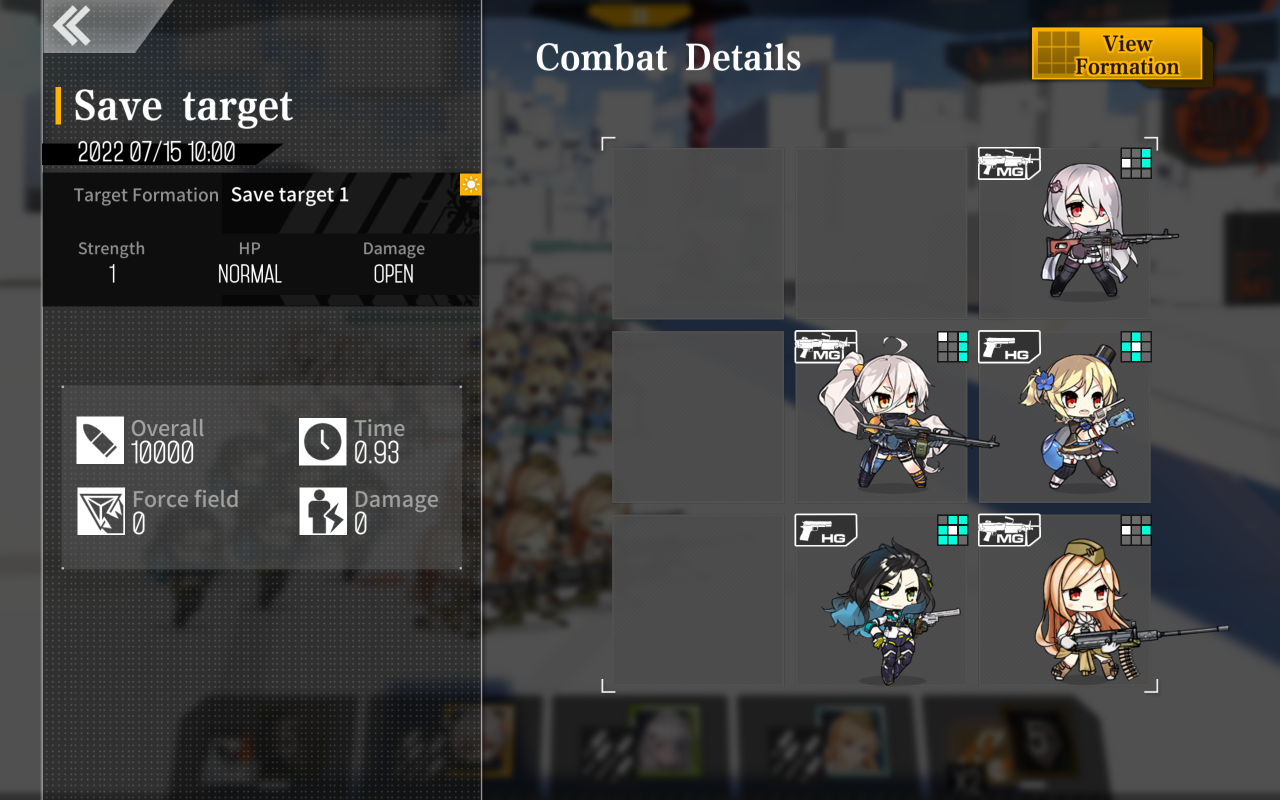 Combat Details
View
Formation
Save target
2022 07/15 10:00
Target Formation Save target 1
Strength HP Damage
1 NORMAL OPEN
Overall
10000
Time
0.93
Force field
0
Damage
0
MG
MG
HG
HG
MG